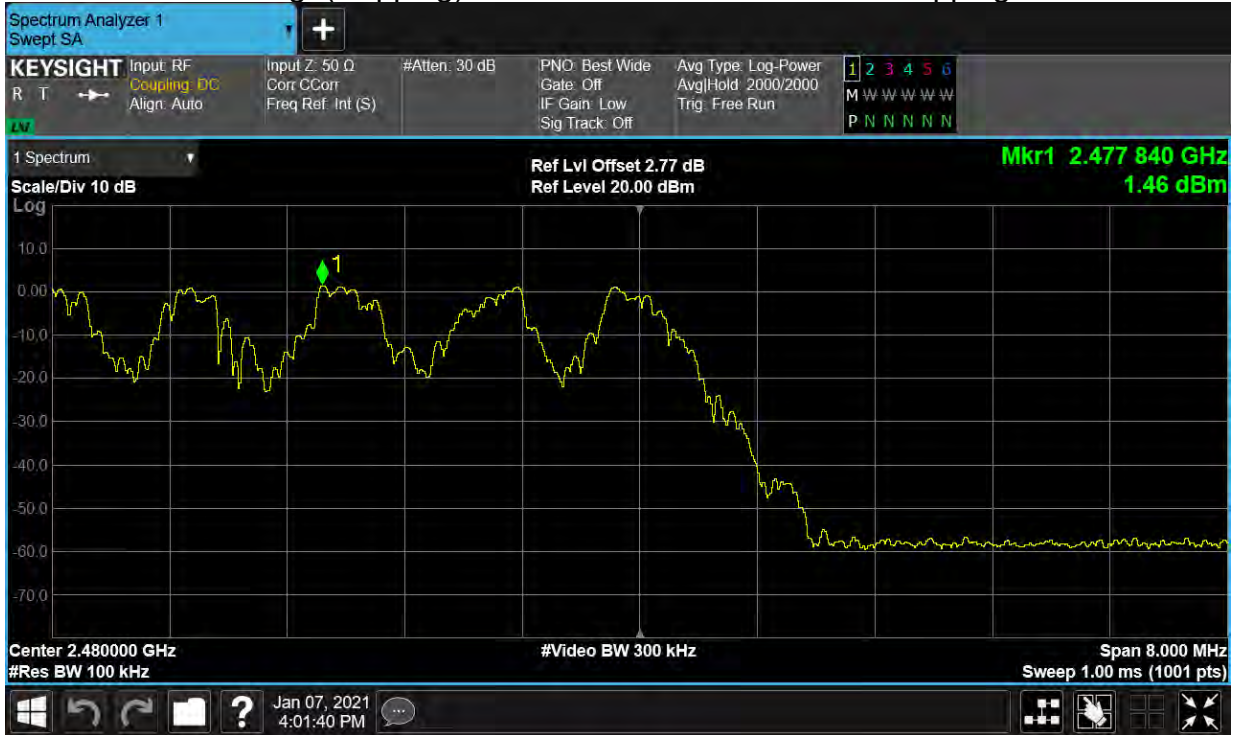 Spectrum Analyzer 1
Swept SA
KEYSIGHT Input: RF Input Z: 50 Ω #Atten: 30 dB PNO: Best Wide Avg Type: Log-Power 1 2 3 4 5 6
R T Coupling: DC Corr CCorr Gate: Off Avg|Hold: 2000/2000 M W W W W W
Align: Auto Freq Ref: Int (S) IF Gain: Low Trig: Free Run P N N N N N
LXI Sig Track: Off
1 Spectrum Ref Lvl Offset 2.77 dB Mkr1 2.477 840 GHz
Scale/Div 10 dB Ref Level 20.00 dBm 1.46 dBm
Log
10.0
1
0.00
-10.0
-20.0
-30.0
-40.0
-50.0
-60.0
-70.0
Center 2.480000 GHz #Video BW 300 kHz Span 8.000 MHz
#Res BW 100 kHz Sweep 1.00 ms (1001 pts)
? Jan 07, 2021
4:01:40 PM